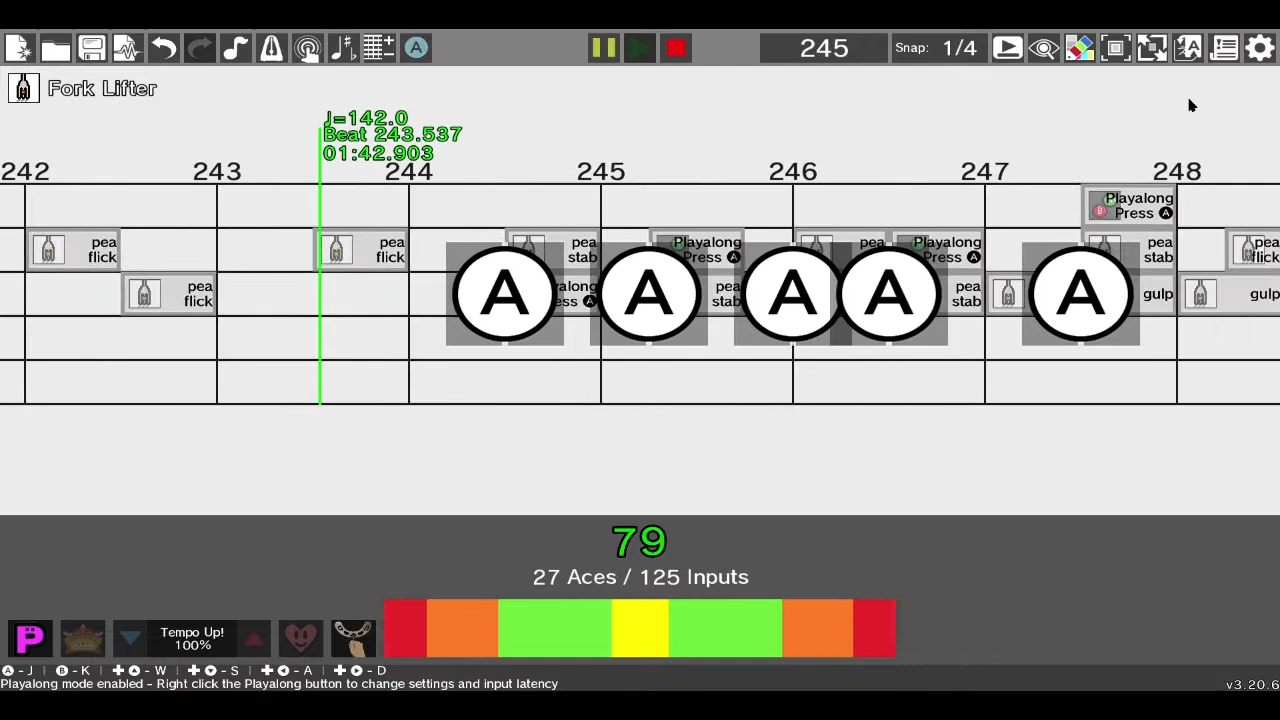 A
245
Snap: 1/4
A
Fork Lifter
♩=142.0
Beat 243.537
01:42.903
242
243
244
245
246
247
248
Playalong
Press A
B
pea
flick
pea
flick
pea
stab
Playalong
Press A
pea
Playalong
Press A
pea
stab
pea
flick
pea
flick
A
A
pea
stab
A
A
pea
stab
A
gulp
gulp
79
27 Aces / 125 Inputs
P
Tempo Up!
100%
A - J | B - K | - W | - S | - A | - D
Playalong mode enabled - Right click the Playalong button to change settings and input latency
v3.20.6